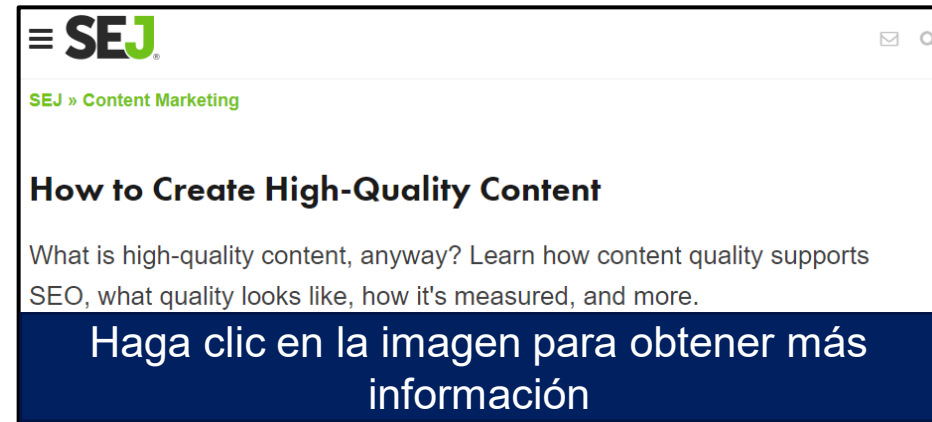 SEJ
SEJ » Content Marketing
How to Create High-Quality Content
What is high-quality content, anyway? Learn how content quality supports
SEO, what quality looks like, how it's measured, and more.
Haga clic en la imagen para obtener más
información